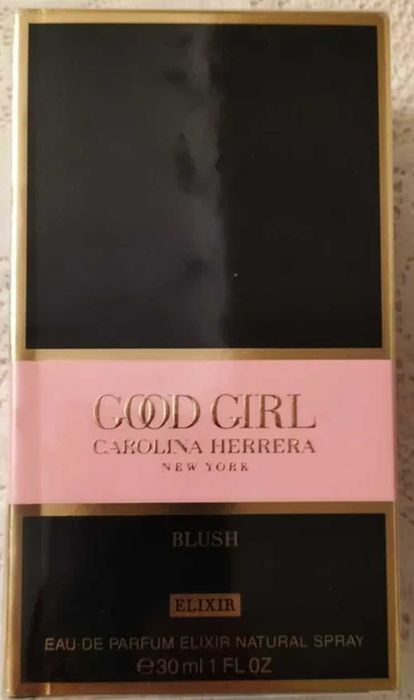 GOOD GIRL
CAROLINA HERRERA
NEW YORK
BLUSH
ELIXIR
EAU·DE PARFUM ELIXIR NATURAL SPRAY
℮30 ml 1 FL OZ